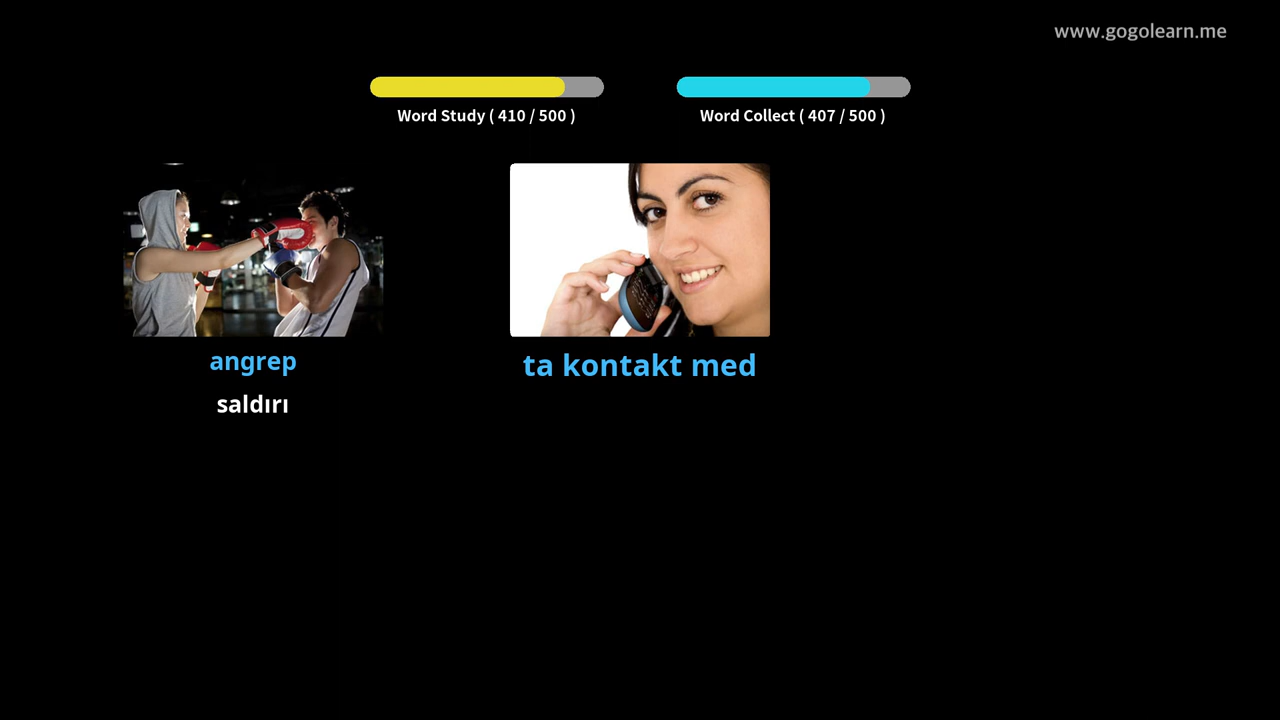 www.gogolearn.me
Word Study ( 410 / 500 )
Word Collect ( 407 / 500 )
angrep
saldırı
ta kontakt med